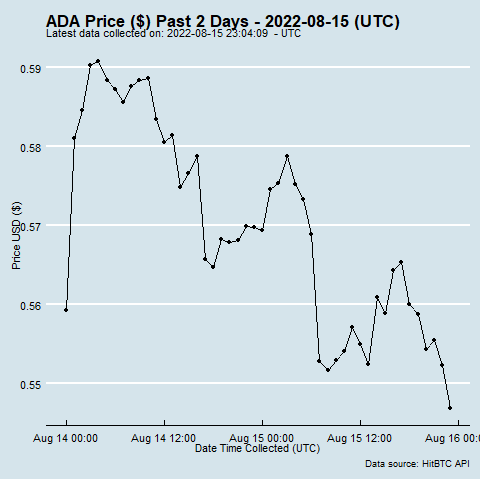 ADA Price ($) Past 2 Days - 2022-08-15 (UTC)
Latest data collected on: 2022-08-15 23:04:09 - UTC
0.59
0.58
0.57
0.56
0.55
Price USD ($)
Aug 14 00:00 Aug 14 12:00 Aug 15 00:00 Aug 15 12:00 Aug 16 00:
Date Time Collected (UTC)
Data source: HitBTC API